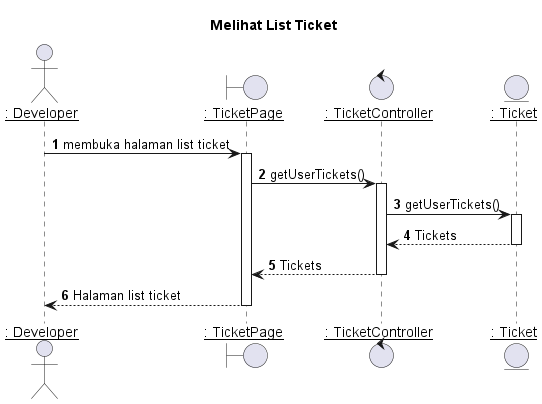 Melihat List Ticket
: Developer
: TicketPage
: TicketController
: Ticket
1 membuka halaman list ticket
2 getUserTickets()
3 getUserTickets()
4 Tickets
5 Tickets
6 Halaman list ticket
: Developer
: TicketPage
: TicketController
: Ticket